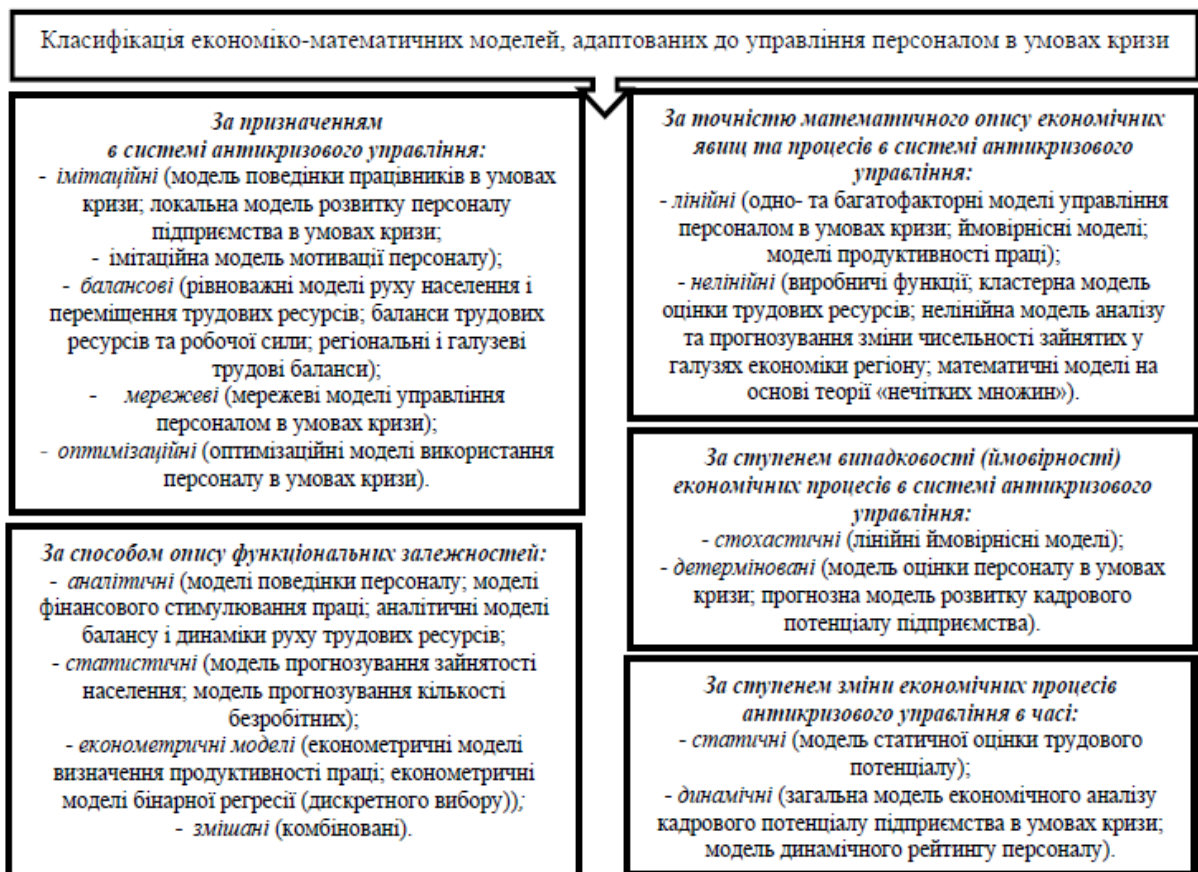 Класифікація економіко-математичних моделей, адаптованих до управління персоналом в умовах кризи
За призначенням
в системі антикризового управління:
- імітаційні (модель поведінки працівників в умовах
кризи; локальна модель розвитку персоналу
підприємства в умовах кризи;
- імітаційна модель мотивації персоналу);
- балансові (рівноважні моделі руху населення і
переміщення трудових ресурсів; баланси трудових
ресурсів та робочої сили; регіональні і галузеві
трудові баланси);
- мережеві (мережеві моделі управління
персоналом в умовах кризи);
- оптимізаційні (оптимізаційні моделі використання
персоналу в умовах кризи).
За способом опису функціональних залежностей:
- аналітичні (моделі поведінки персоналу; моделі
фінансового стимулювання праці; аналітичні моделі
балансу і динаміки руху трудових ресурсів;
- статистичні (модель прогнозування зайнятості
населення; модель прогнозування кількості
безробітних);
- економетричні моделі (економетричні моделі
визначення продуктивності праці; економетричні
моделі бінарної регресії (дискретного вибору));
- змішані (комбіновані).
За точністю математичного опису економічних
явищ та процесів в системі антикризового
управління:
- лінійні (одно- та багатофакторні моделі управління
персоналом в умовах кризи; ймовірнісні моделі;
моделі продуктивності праці);
- нелінійні (виробничі функції; кластерна модель
оцінки трудових ресурсів; нелінійна модель аналізу
та прогнозування зміни чисельності зайнятих у
галузях економіки регіону; математичні моделі на
основі теорії «нечітких множин»).
За ступенем випадковості (ймовірності)
економічних процесів в системі антикризового
управління:
- стохастичні (лінійні ймовірнісні моделі);
- детерміновані (модель оцінки персоналу в умовах
кризи; прогнозна модель розвитку кадрового
потенціалу підприємства).
За ступенем зміни економічних процесів
антикризового управління в часі:
- статичні (модель статичної оцінки трудового
потенціалу);
- динамічні (загальна модель економічного аналізу
кадрового потенціалу підприємства в умовах кризи;
модель динамічного рейтингу персоналу).